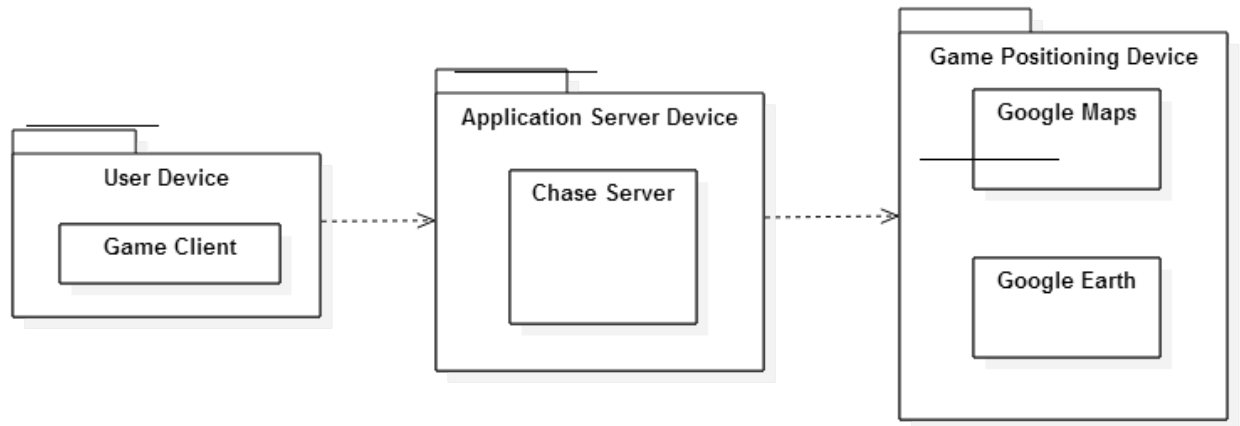 User Device
Game Client
Application Server Device
Chase Server
Game Positioning Device
Google Maps
Google Earth